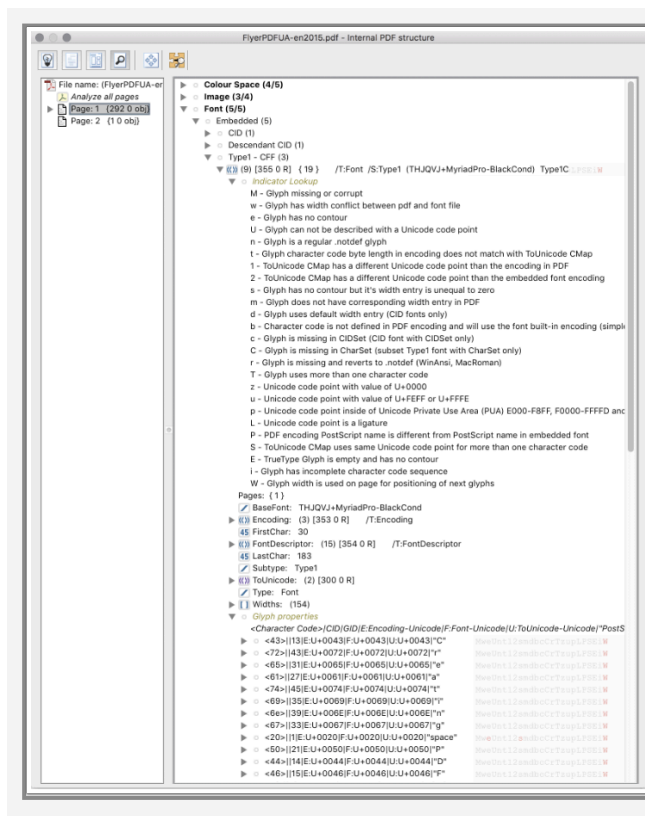 FlyerPDFUA-en2015.pdf - Internal PDF structure
File name: (FlyerPDFUA-er
Analyze all pages
Page: 1 {292 0 obj}
Page: 2 {1 0 obj}
Colour Space (4/5)
Image (3/4)
Font (5/5)
Embedded (5)
CID (1)
Descendant CID (1)
Type1 - CFF (3)
(9) [355 0 R] {19} /T:Font /S:Type1 (THJQVJ+MyriadPro-BlackCond) Type1C
Indicator Lookup
M - Glyph missing or corrupt
w - Glyph has width conflict between pdf and font file
e - Glyph has no contour
U - Glyph can not be described with a Unicode code point
n - Glyph is a regular .notdef glyph
t - Glyph character code byte length in encoding does not match with ToUnicode CMap
1 - ToUnicode CMap has a different Unicode code point than the encoding in PDF
2 - ToUnicode CMap has a different Unicode code point than the embedded font encoding
s - Glyph has no contour but it's width entry is unequal to zero
m - Glyph does not have corresponding width entry in PDF
d - Glyph uses default width entry (CID fonts only)
b - Character code is not defined in PDF encoding and will use the font built-in encoding (simple
c - Glyph is missing in CIDSet (CID font with CIDSet only)
C - Glyph is missing in CharSet (subset Type1 font with CharSet only)
r - Glyph is missing and reverts to .notdef (WinAnsi, MacRoman)
T - Glyph uses more than one character code
z - Unicode code point with value of U+0000
u - Unicode code point with value of U+FEFF or U+FFFE
p - Unicode code point inside of Unicode Private Use Area (PUA) E000-F8FF, F0000-FFFFD and
L - Unicode code point is a ligature
P - PDF encoding PostScript name is different from PostScript name in embedded font
S - ToUnicode CMap uses same Unicode code point for more than one character code
E - TrueType Glyph is empty and has no contour
i - Glyph has incomplete character code sequence
W - Glyph width is used on page for positioning of next glyphs
Pages: {1}
BaseFont: THJQVJ+MyriadPro-BlackCond
Encoding: (3) [353 0 R] /T:Encoding
FirstChar: 30
FontDescriptor: (15) [354 0 R] /T:FontDescriptor
LastChar: 183
Subtype: Type1
ToUnicode: (2) [300 0 R]
Type: Font
Widths: (154)
Glyph properties
<Character Code>|CID|GID|E:Encoding-Unicode|F:Font-Unicode|U:ToUnicode-Unicode|"PostS
<43>||13|E:U+0043|F:U+0043|U:U+0043|"C"
<72>||43|E:U+0072|F:U+0072|U:U+0072|"r"
<65>||31|E:U+0065|F:U+0065|U:U+0065|"e"
<61>||27|E:U+0061|F:U+0061|U:U+0061|"a"
<74>||45|E:U+0074|F:U+0074|U:U+0074|"t"
<69>||35|E:U+0069|F:U+0069|U:U+0069|"i"
<6e>||39|E:U+006E|F:U+006E|U:U+006E|"n"
<67>||33|E:U+0067|F:U+0067|U:U+0067|"g"
<20>||1|E:U+0020|F:U+0020|U:U+0020|"space"
<50>||21|E:U+0050|F:U+0050|U:U+0050|"P"
<44>||14|E:U+0044|F:U+0044|U:U+0044|"D"
<46>||15|E:U+0046|F:U+0046|U:U+0046|"F"